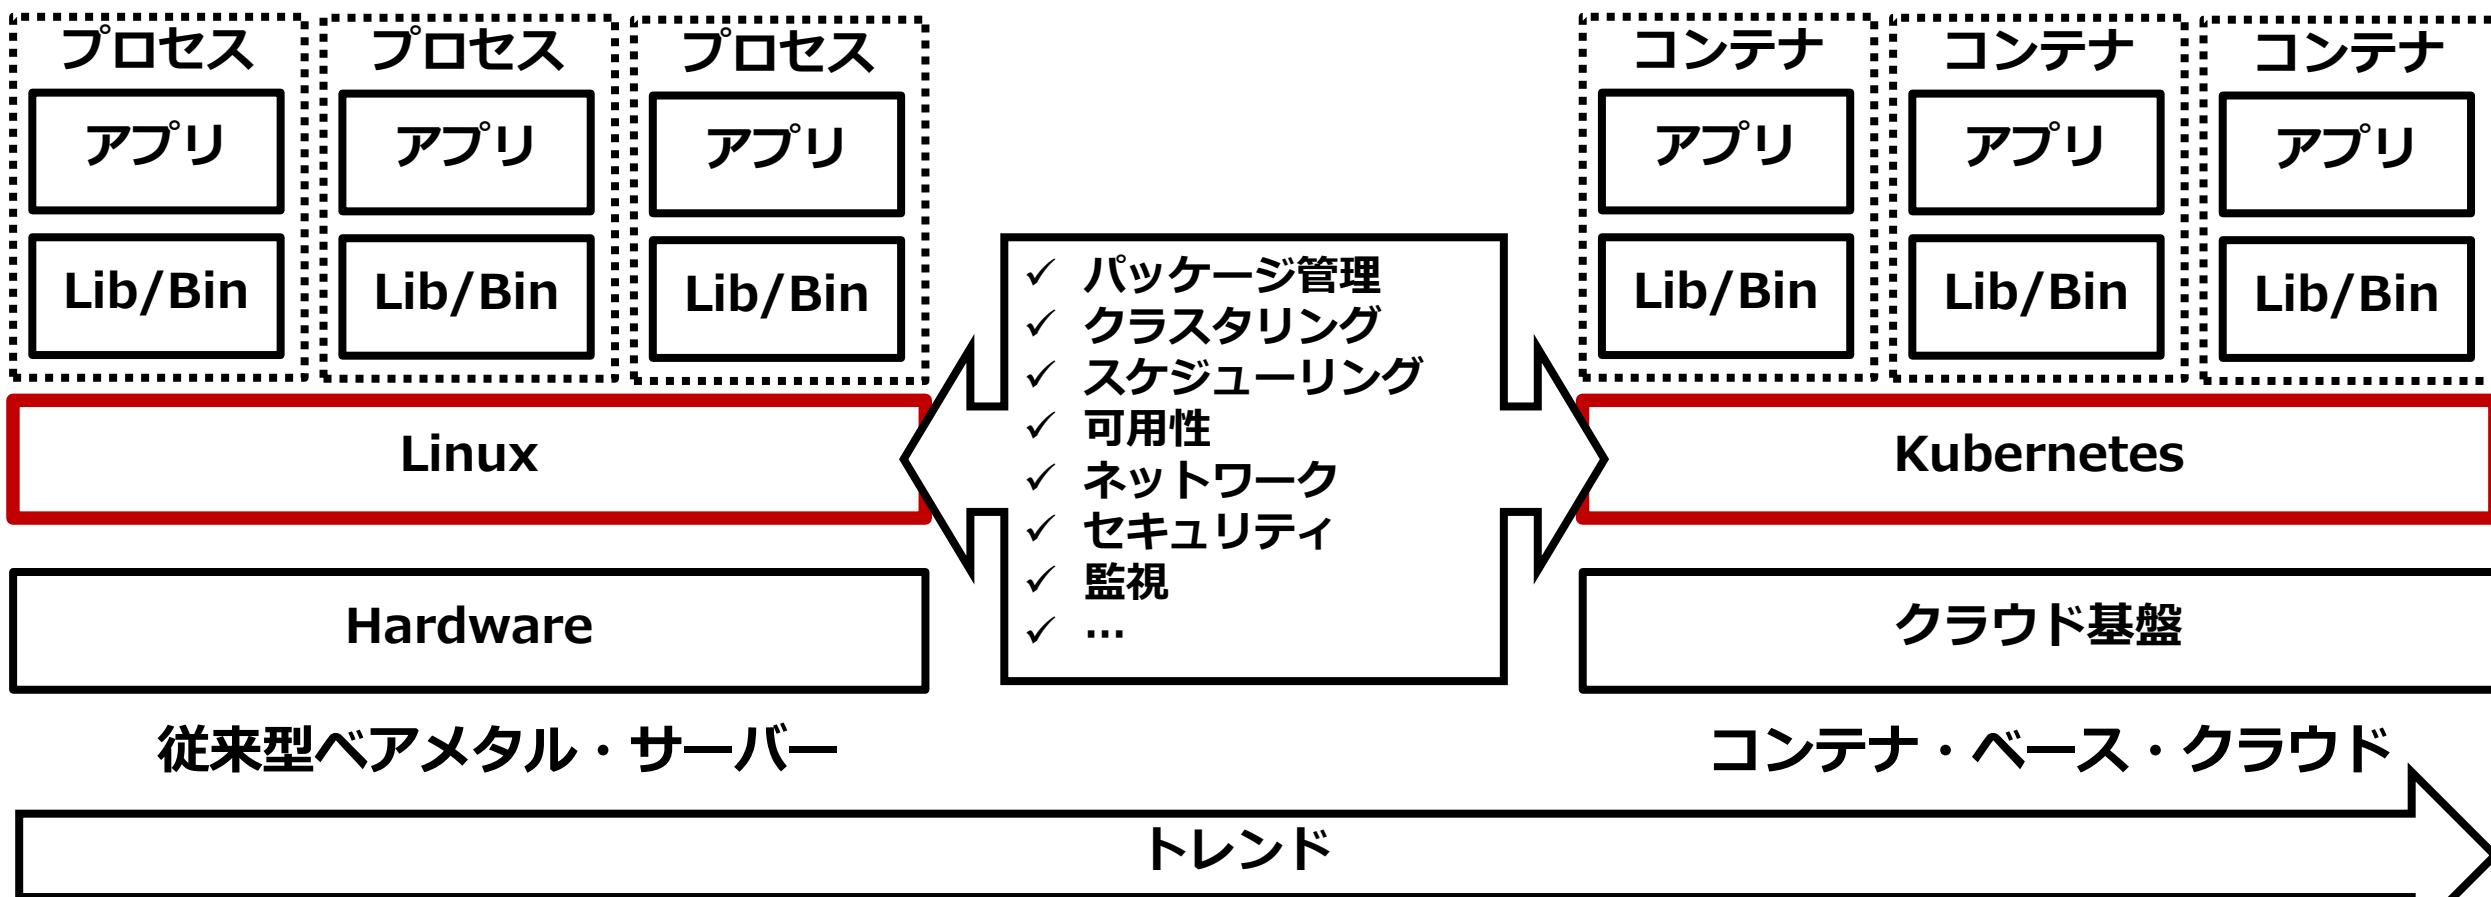 プロセス
プロセス
プロセス
アプリ
アプリ
アプリ
Lib/Bin
Lib/Bin
Lib/Bin
Linux
Hardware
従来型ベアメタル・サーバー
パッケージ管理
クラスタリング
スケジューリング
可用性
ネットワーク
セキュリティ
監視
…
コンテナ
コンテナ
コンテナ
アプリ
アプリ
アプリ
Lib/Bin
Lib/Bin
Lib/Bin
Kubernetes
クラウド基盤
コンテナ・ベース・クラウド
トレンド